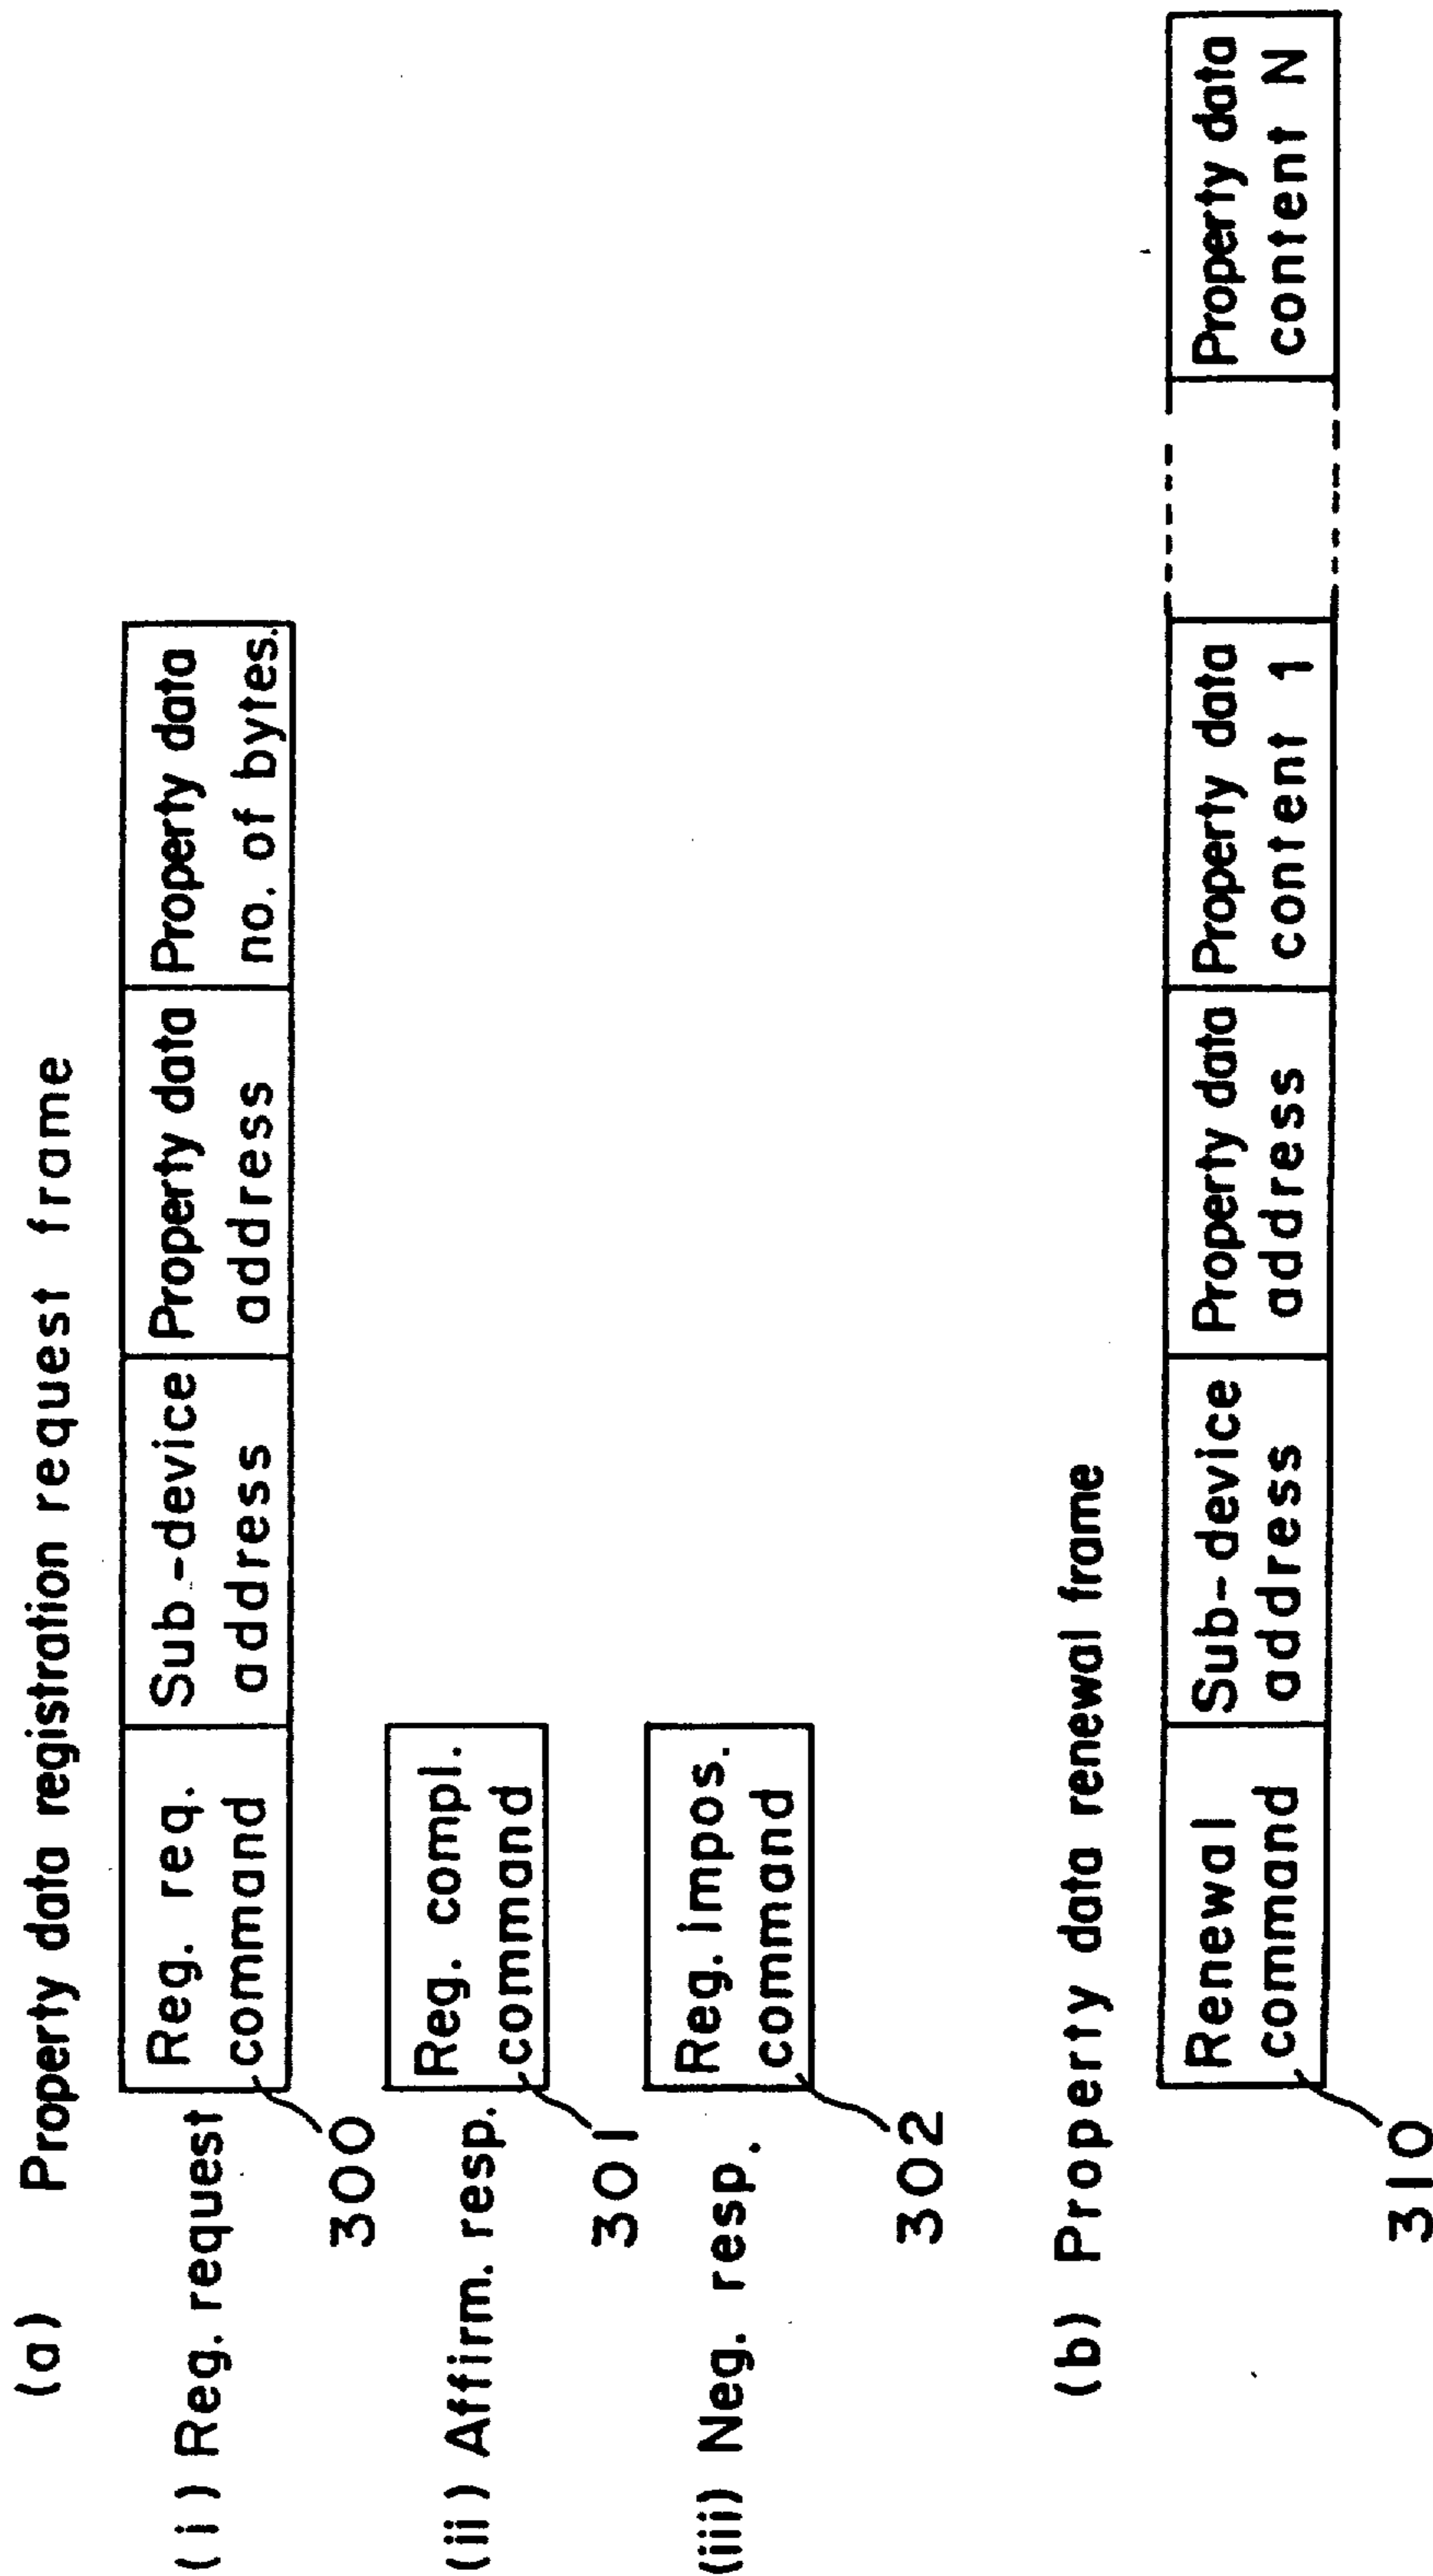 (a) Property data registration request frame
(i) Reg. request
Reg. req.
command
Sub-device
address
Property data
address
Property data
no. of bytes.
300
(ii) Affirm. resp.
Reg. compl.
command
301
(iii) Neg. resp.
Reg. impos.
command
302
(b) Property data renewal frame
Renewal
command
Sub-device
address
Property data
address
Property data
content 1
Property data
content N
310